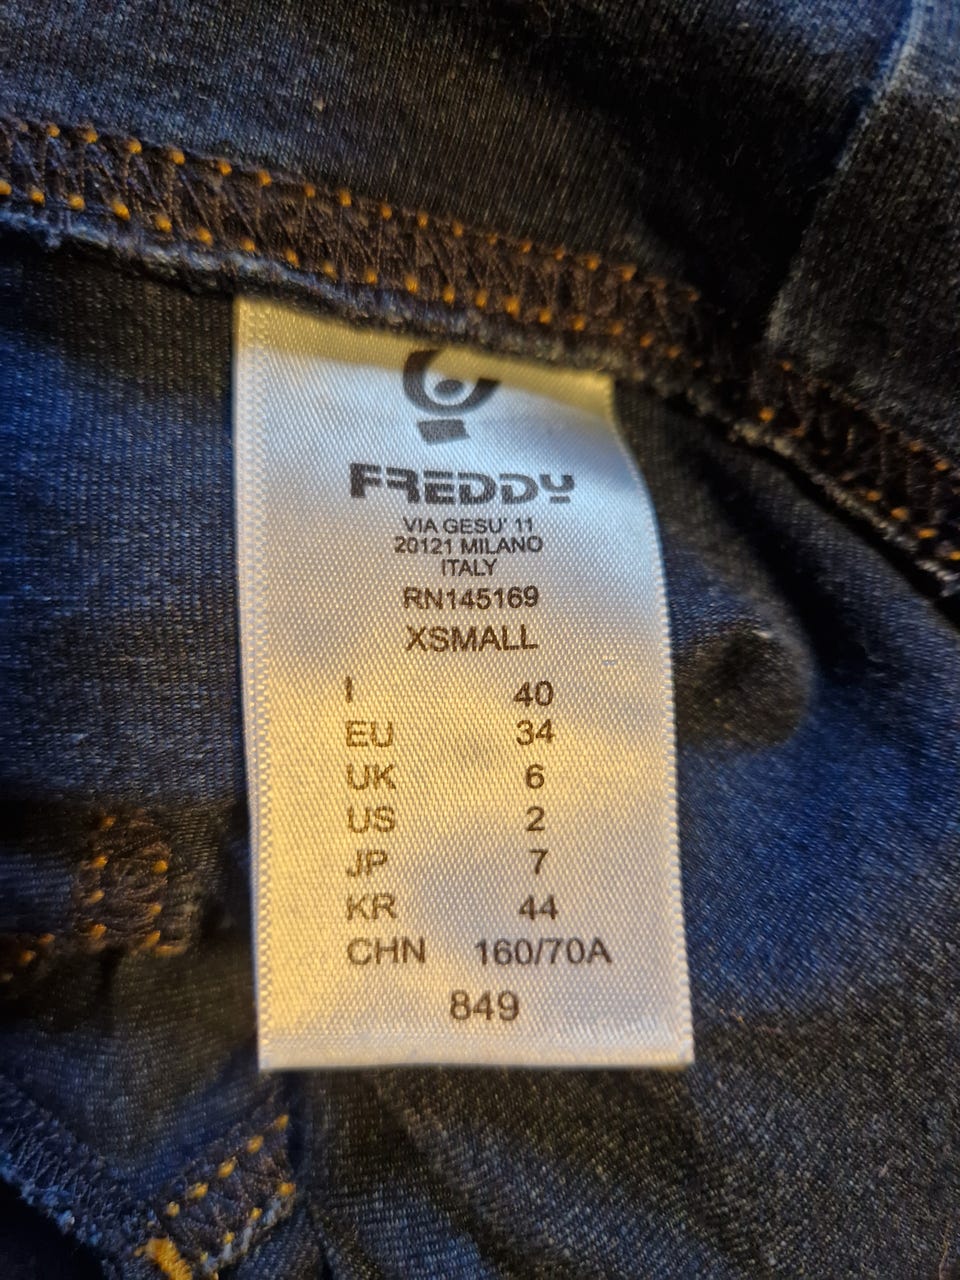 FREDDY
VIA GESU' 11
20121 MILANO
ITALY
RN145169
XSMALL
I 40
EU 34
UK 6
US 2
JP 7
KR 44
CHN 160/70A
849